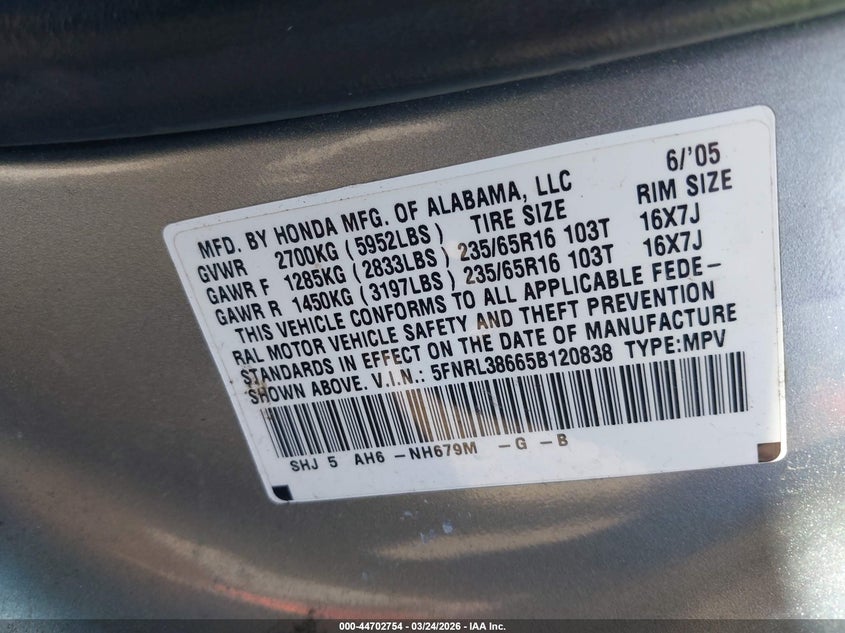 MFD. BY HONDA MFG. OF ALABAMA, LLC 6/'05
GVWR 2700KG (5952LBS) TIRE SIZE RIM SIZE
GAWR F 1285KG (2833LBS) 235/65R16 103T 16X7J
GAWR R 1450KG (3197LBS) 235/65R16 103T 16X7J
THIS VEHICLE CONFORMS TO ALL APPLICABLE FEDE-
RAL MOTOR VEHICLE SAFETY AND THEFT PREVENTION
STANDARDS IN EFFECT ON THE DATE OF MANUFACTURE
SHOWN ABOVE. V.I.N.: 5FNRL38665B120838 TYPE:MPV
SHJ 5 AH6 -NH679M -G -B
000-44702754 - 03/24/2026 - IAA Inc.